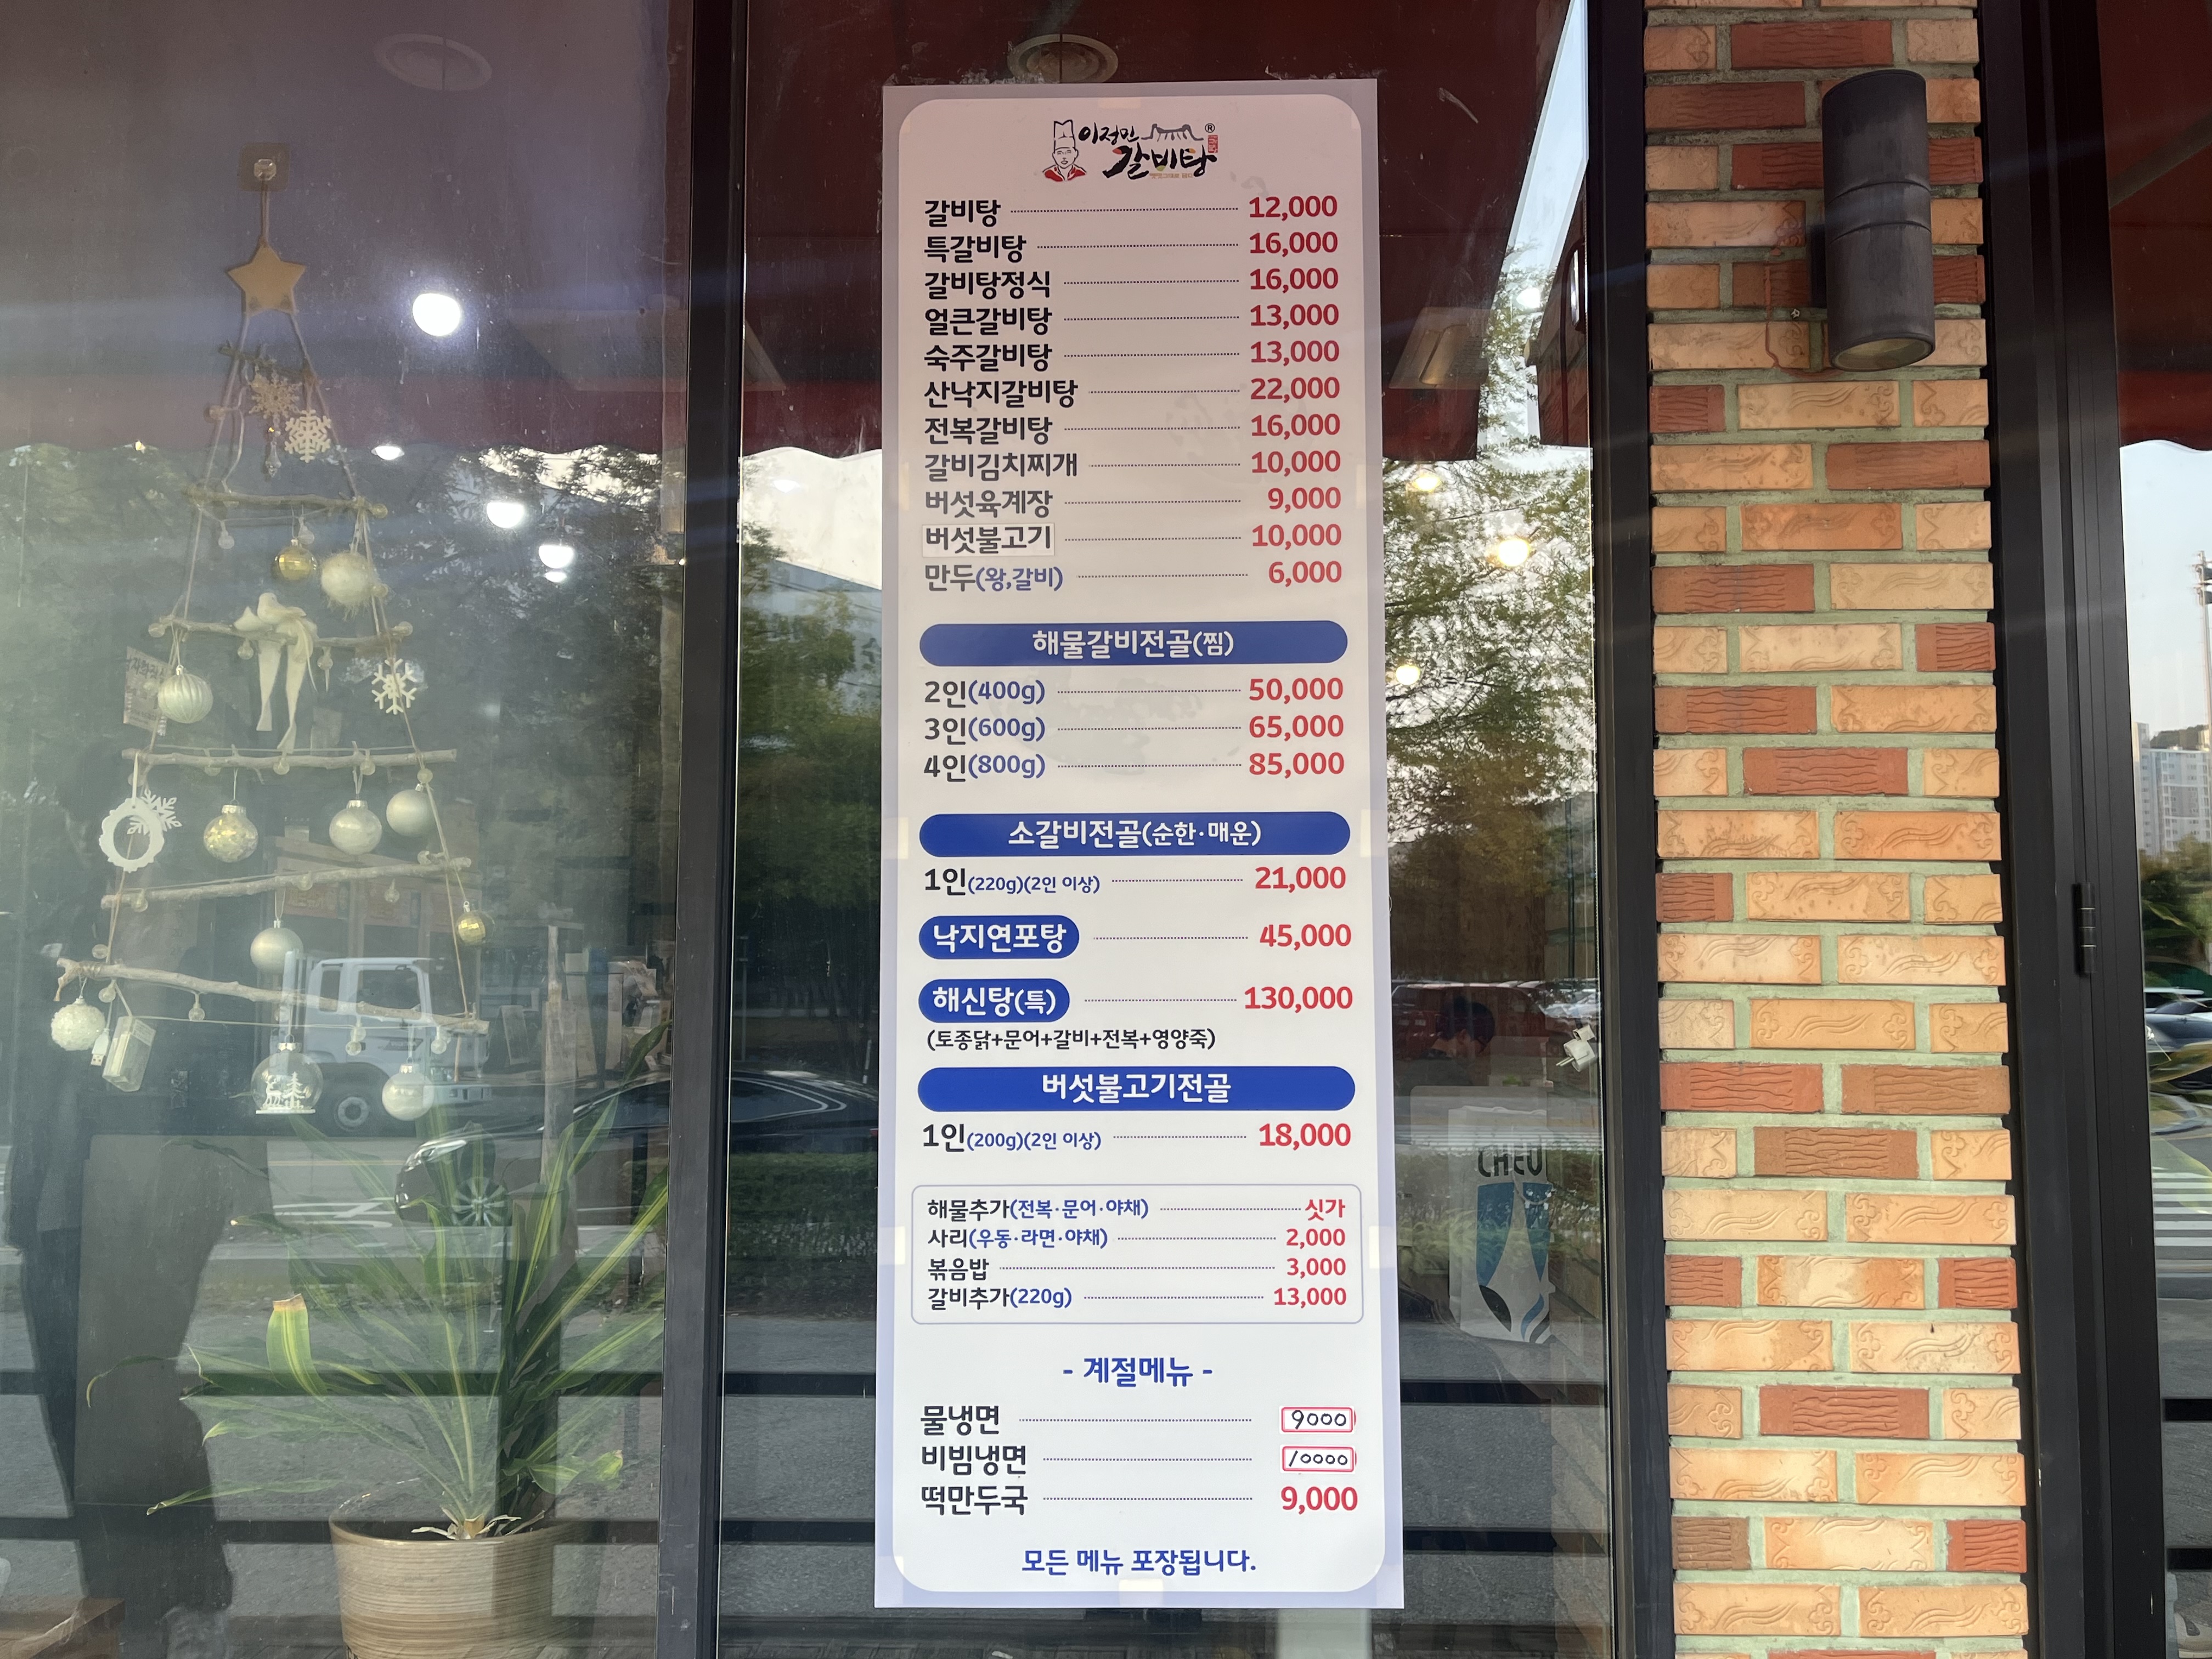 이정민
갈비탕
갈비탕 12,000
특갈비탕 16,000
갈비탕정식 16,000
얼큰갈비탕 13,000
숙주갈비탕 13,000
산낙지갈비탕 22,000
전복갈비탕 16,000
갈비김치찌개 10,000
버섯육계장 9,000
버섯불고기 10,000
만두(왕,갈비) 6,000
해물갈비전골(찜)
2인(400g) 50,000
3인(600g) 65,000
4인(800g) 85,000
소갈비전골(순한·매운)
1인(220g)(2인 이상) 21,000
낙지연포탕 45,000
해신탕(특) 130,000
(토종닭+문어+갈비+전복+영양죽)
버섯불고기전골
1인(200g)(2인 이상) 18,000
해물추가(전복·문어·야채) 싯가
사리(우동·라면·야채) 2,000
볶음밥 3,000
갈비추가(220g) 13,000
- 계절메뉴 -
물냉면 9000
비빔냉면 10000
떡만두국 9,000
모든 메뉴 포장됩니다.